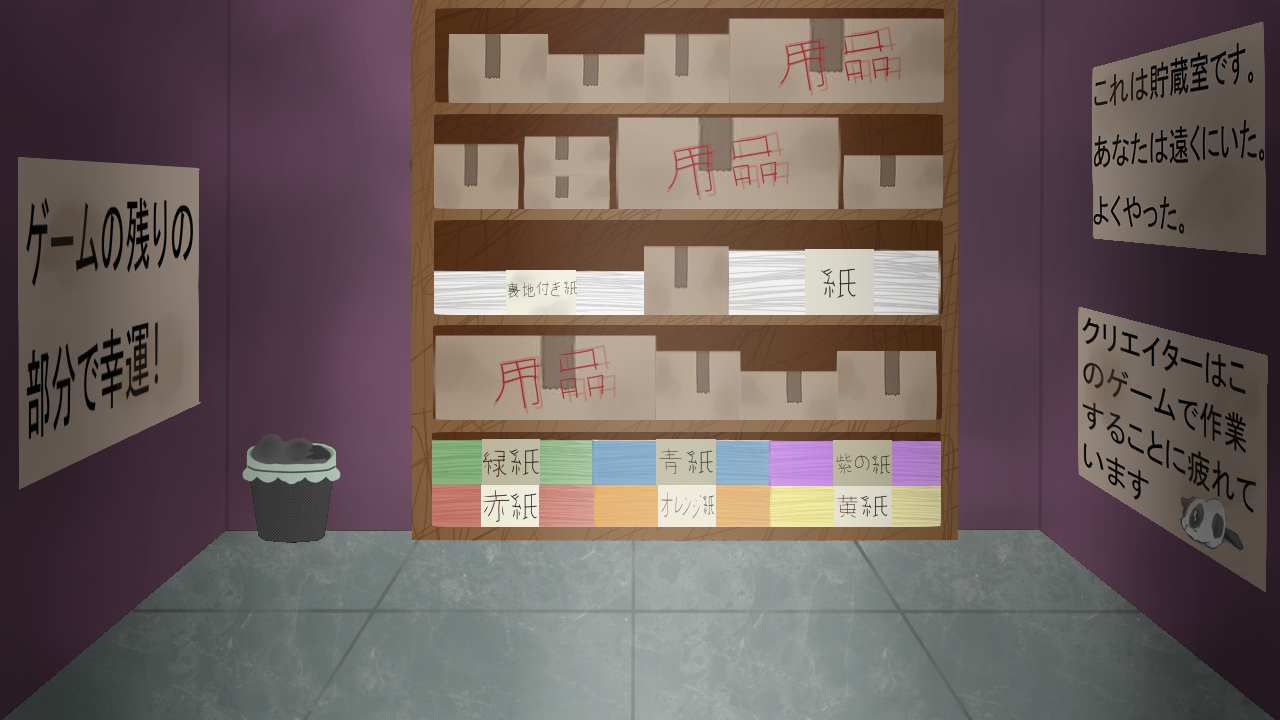 ゲームの残りの
部分で幸運!
用品
用品
裏地付き紙
紙
用品
緑紙
青紙
紫の紙
赤紙
オレンジ紙
黄紙
これは貯蔵室です。
あなたは遠くにいた。
よくやった。
クリエイターはこ
のゲームで作業
することに疲れて
います